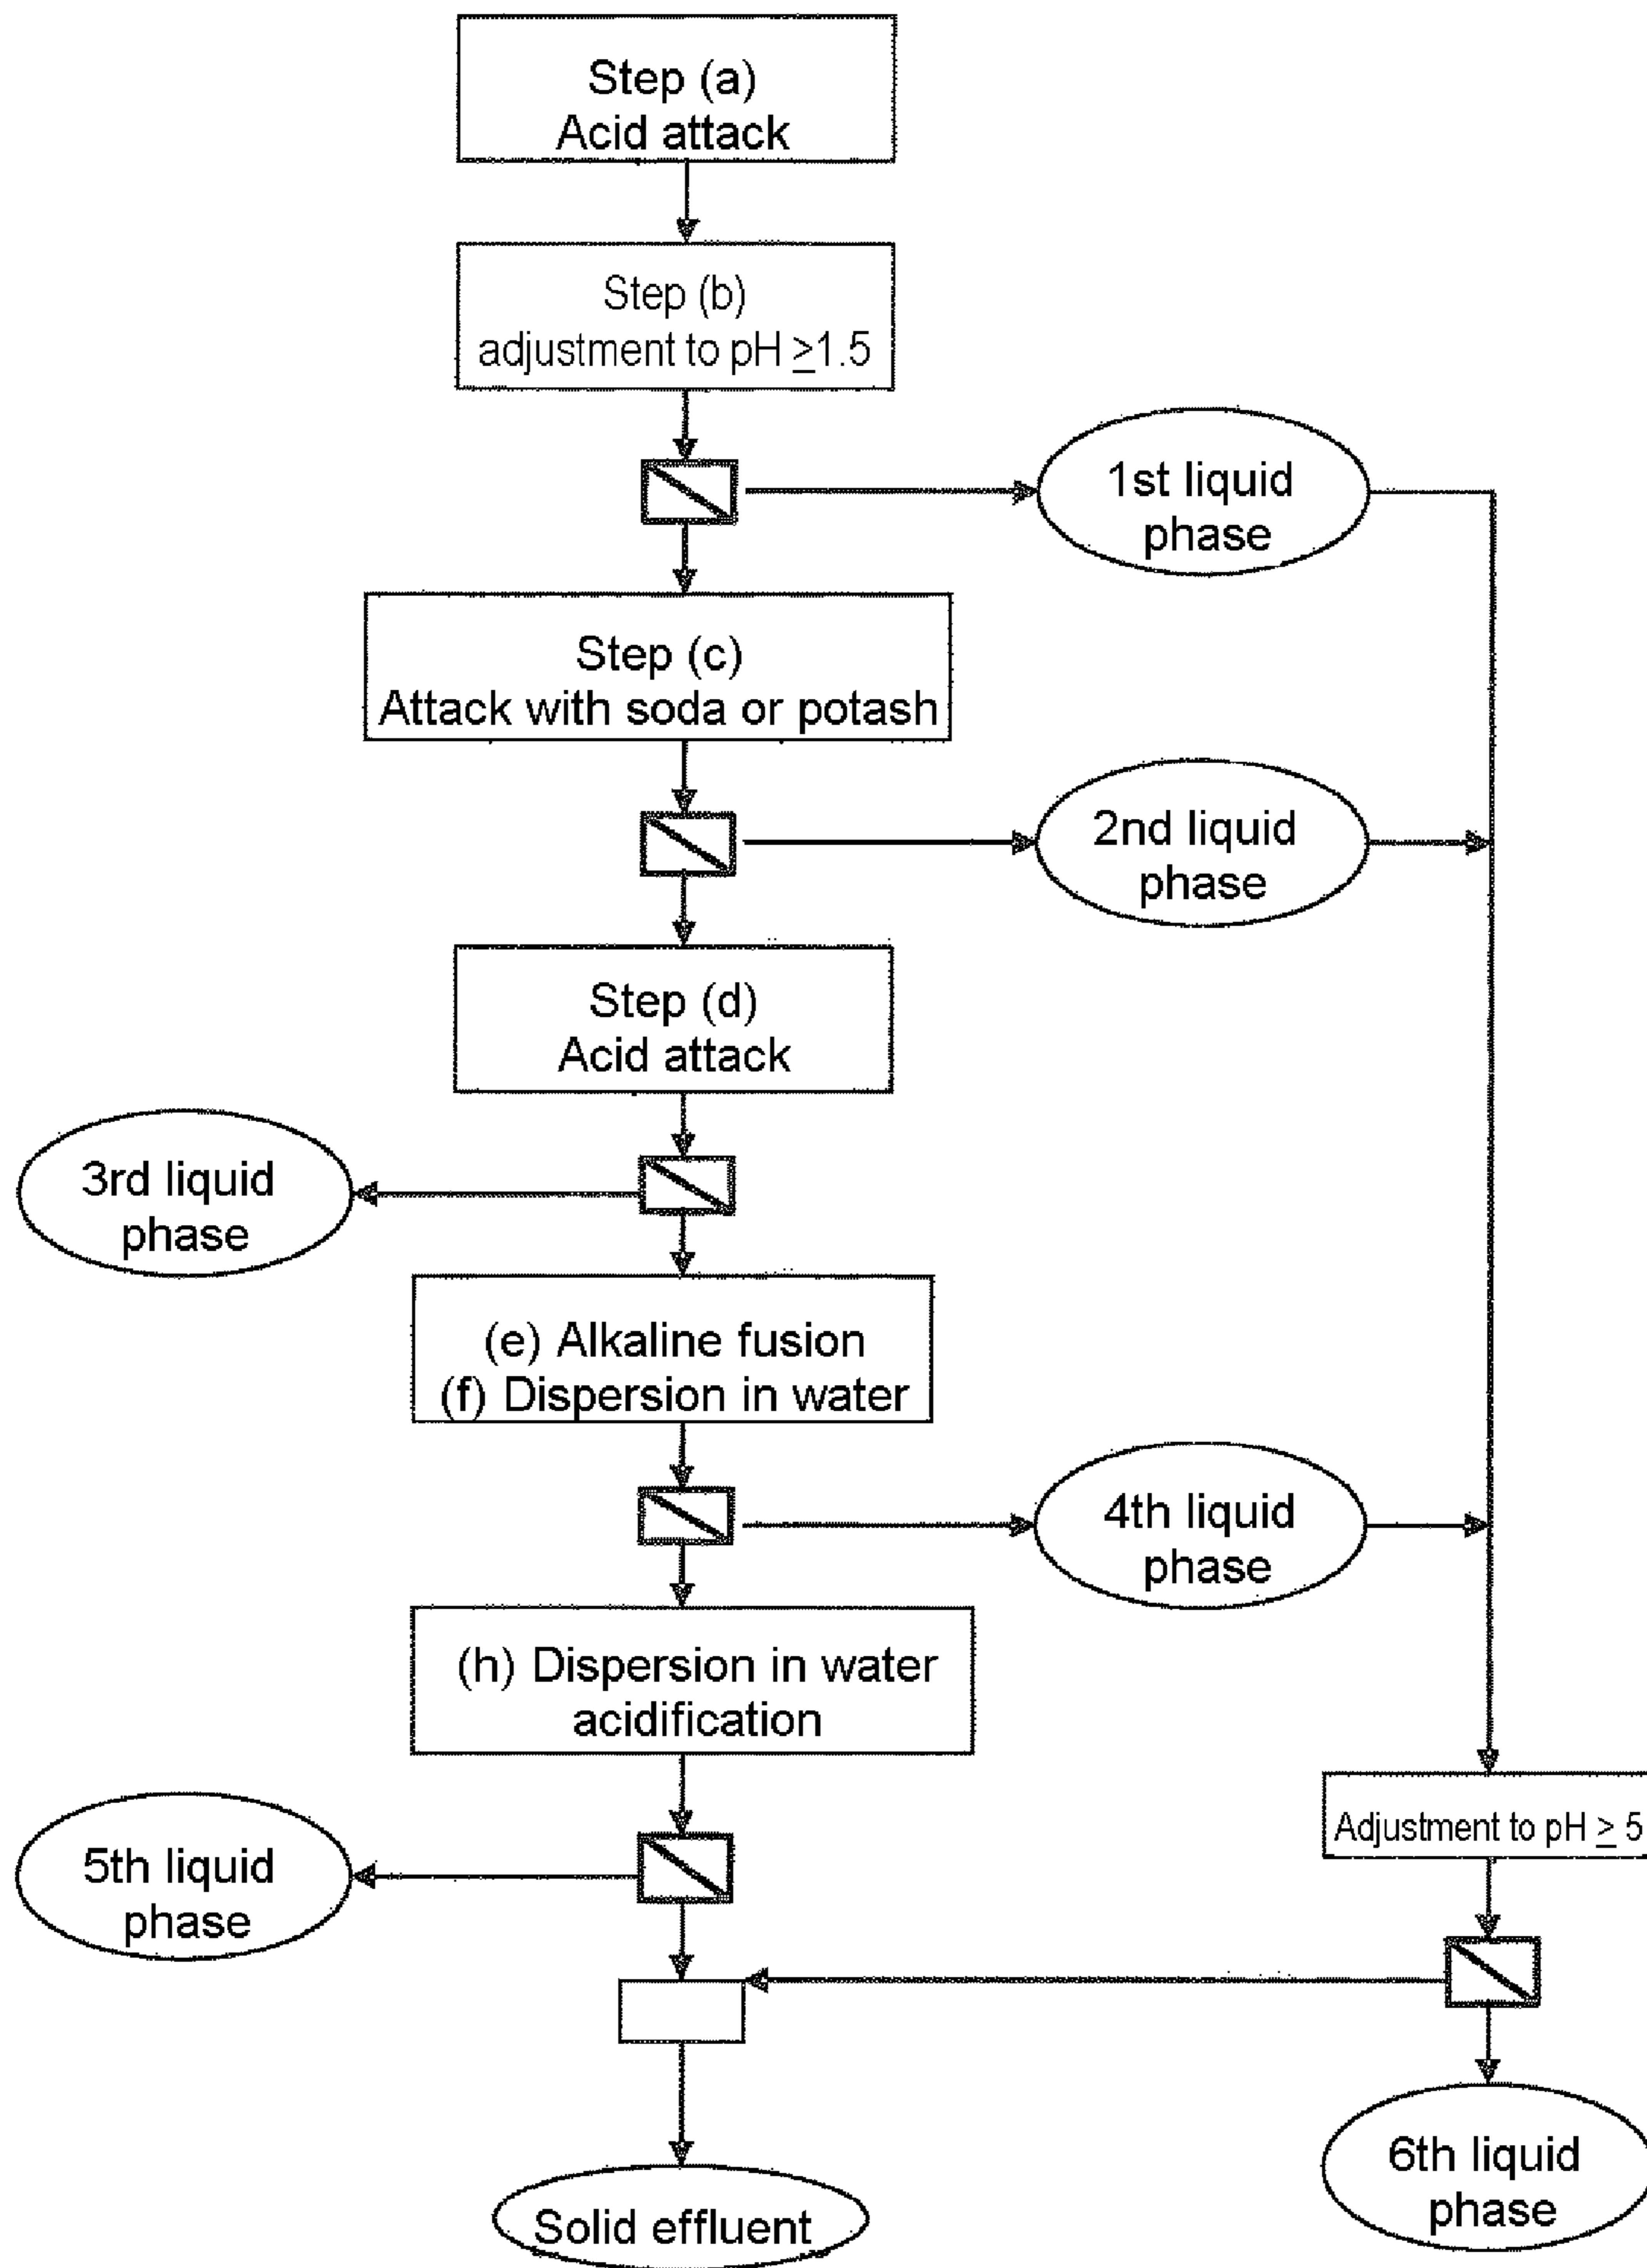 Step (a)
Acid attack
Step (b)
adjustment to pH ≥1.5
1st liquid
phase
Step (c)
Attack with soda or potash
2nd liquid
phase
Step (d)
Acid attack
3rd liquid
phase
(e) Alkaline fusion
(f) Dispersion in water
4th liquid
phase
(h) Dispersion in water
acidification
Adjustment to pH ≥ 5
5th liquid
phase
6th liquid
phase
Solid effluent